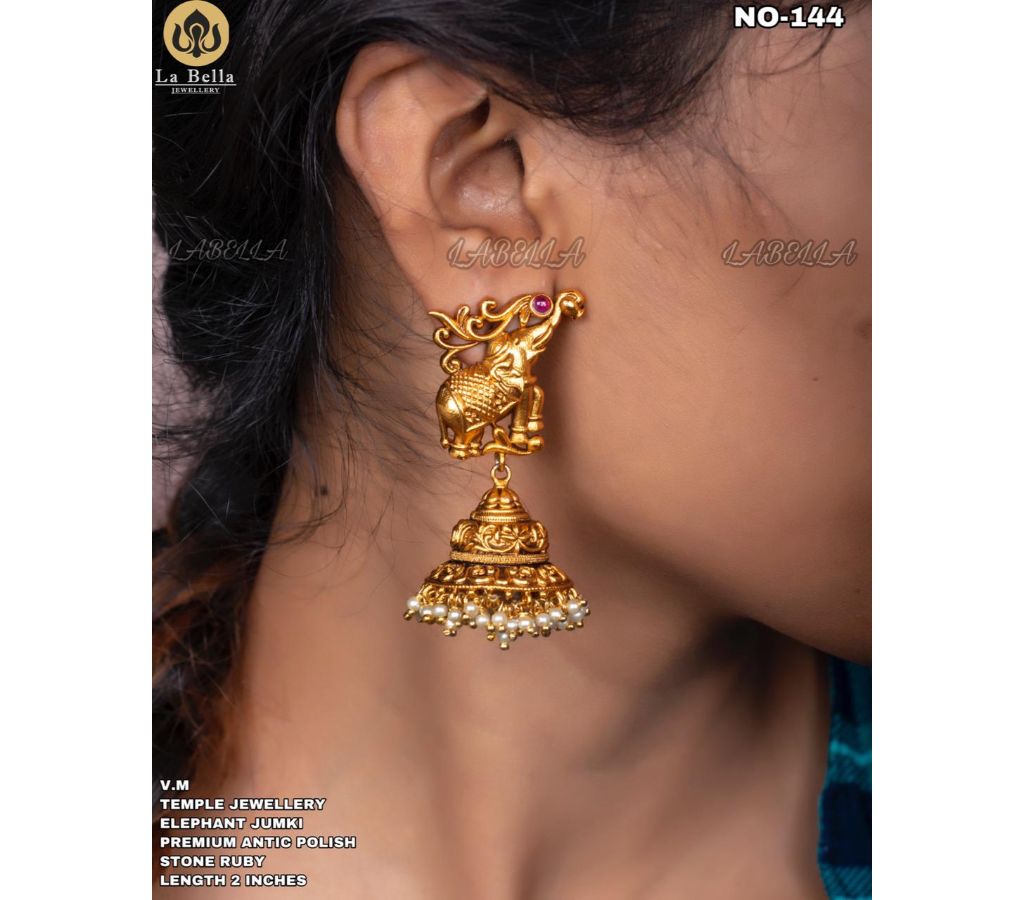 NO-144
La Bella
JEWELLERY
LABELLA LABELLA LABELLA
V.M
TEMPLE JEWELLERY
ELEPHANT JUMKI
PREMIUM ANTIC POLISH
STONE RUBY
LENGTH 2 INCHES